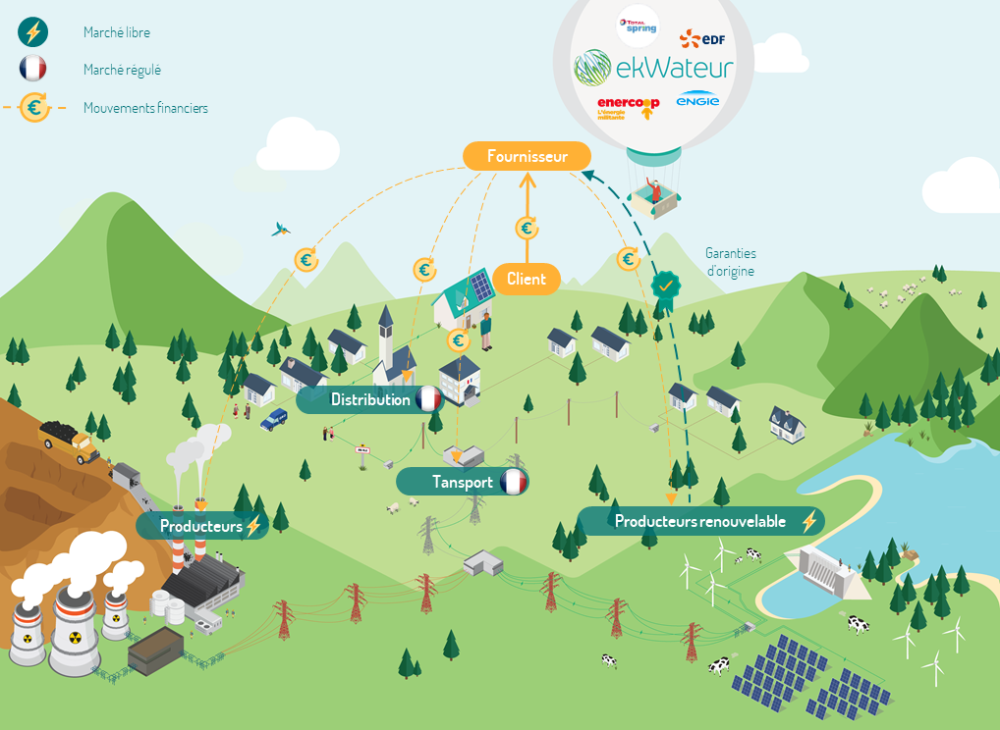 Marché libre
Marché régulé
Mouvements financiers
TOTAL
spring
eDF
ekWateur
enercoop
L'énergie
militante
ENGIE
Fournisseur
€
€
€
€
€
€
Client
Garanties
d'origine
Distribution
Tansport
Producteurs
Producteurs renouvelable